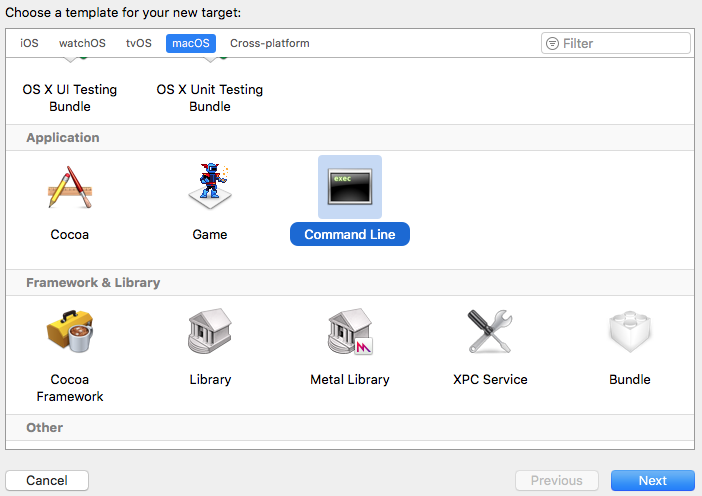 Choose a template for your new target:
iOS watchOS tvOS macOS Cross-platform Filter
OS X UI Testing
Bundle
OS X Unit Testing
Bundle
Application
exec
Cocoa Game Command Line
Framework & Library
Cocoa
Framework
Library Metal Library XPC Service Bundle
Other
Cancel Previous Next